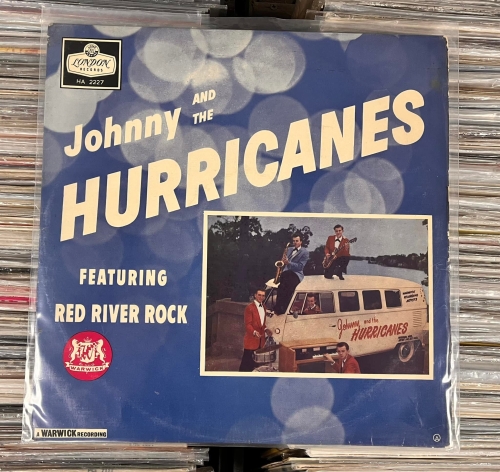 LONDON
RECORDS
HA 2227
Johnny AND THE
HURRICANES
FEATURING
RED RIVER ROCK
WARWICK
Johnny and the
HURRICANES
A WARWICK RECORDING